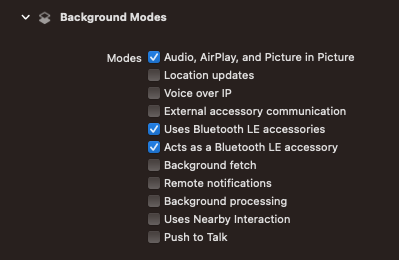 Background Modes
Modes Audio, AirPlay, and Picture in Picture
Location updates
Voice over IP
External accessory communication
Uses Bluetooth LE accessories
Acts as a Bluetooth LE accessory
Background fetch
Remote notifications
Background processing
Uses Nearby Interaction
Push to Talk